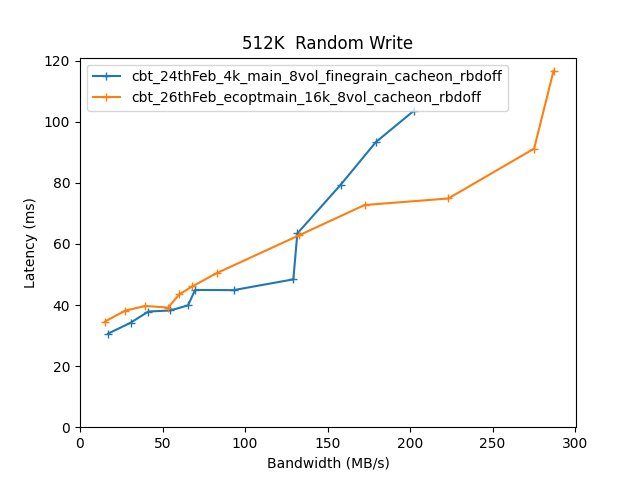 512K  Random Write
cbt_24thFeb_4k_main_8vol_finegrain_cacheon_rbdoff
cbt_26thFeb_ecoptmain_16k_8vol_cacheon_rbdoff
120
100
80
60
40
20
0
Latency (ms)
0 50 100 150 200 250 300
Bandwidth (MB/s)